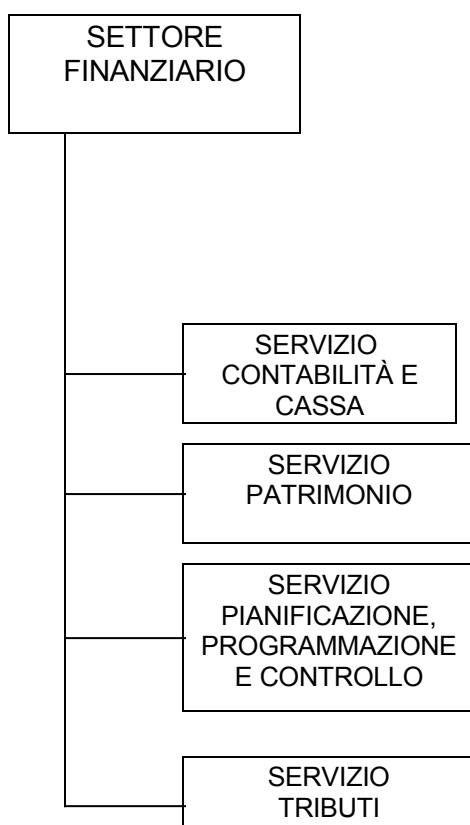 SETTORE
FINANZIARIO
SERVIZIO
CONTABILITÀ E
CASSA
SERVIZIO
PATRIMONIO
SERVIZIO
PIANIFICAZIONE,
PROGRAMMAZIONE
E CONTROLLO
SERVIZIO
TRIBUTI